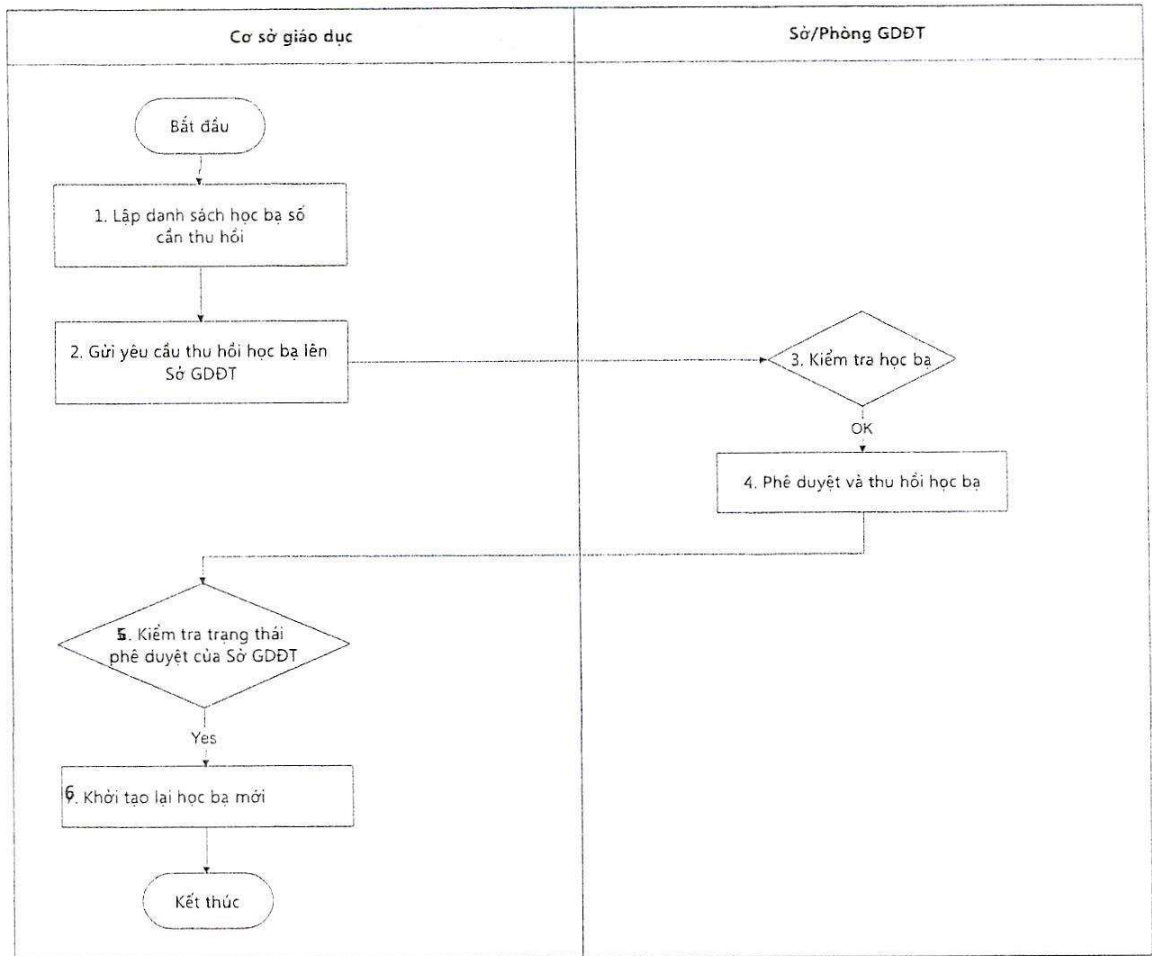 Cơ sở giáo dục
Sở/Phòng GDĐT
Bắt đầu
1. Lập danh sách học bạ số
cần thu hồi
2. Gửi yêu cầu thu hồi học bạ lên
Sở GDĐT
3. Kiểm tra học bạ
OK
4. Phê duyệt và thu hồi học bạ
5. Kiểm tra trạng thái
phê duyệt của Sở GDĐT
Yes
6. Khởi tạo lại học bạ mới
Kết thúc